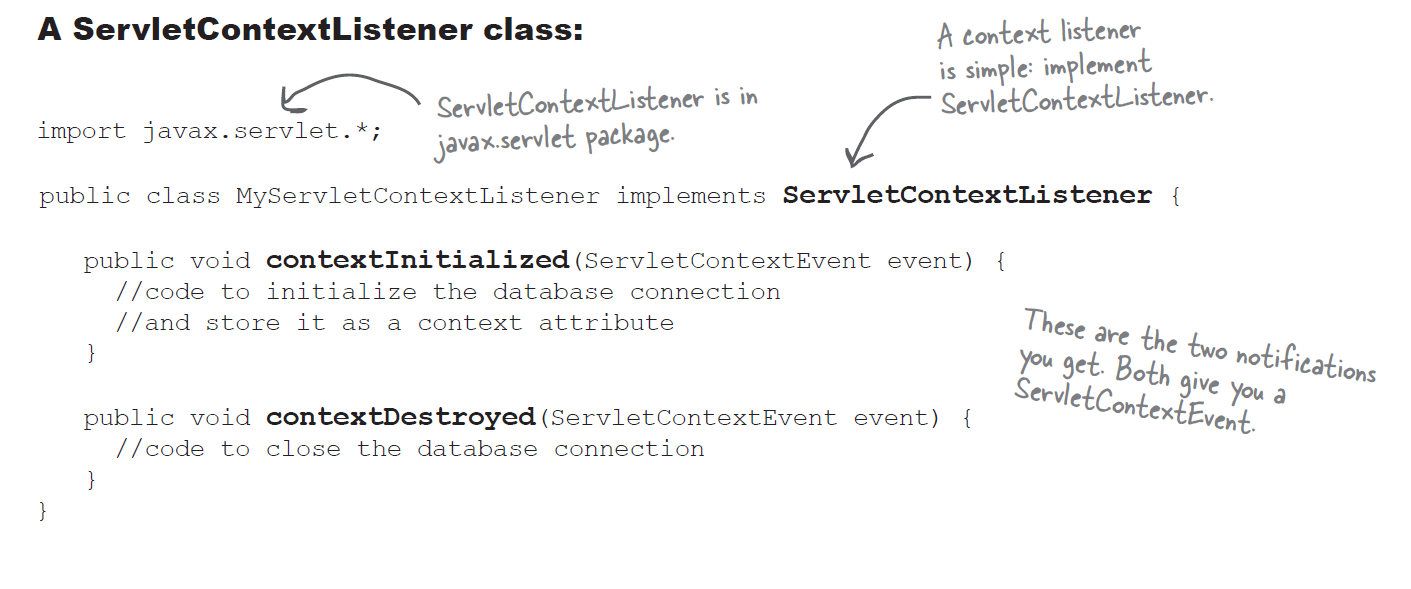 A ServletContextListener class:
A context listener
is simple: implement
ServletContextListener.
ServletContextListener is in
javax.servlet package.
import javax.servlet.*;
public class MyServletContextListener implements ServletContextListener {
public void contextInitialized(ServletContextEvent event) {
//code to initialize the database connection
//and store it as a context attribute
}
These are the two notifications
you get. Both give you a
ServletContextEvent.
public void contextDestroyed(ServletContextEvent event) {
//code to close the database connection
}
}